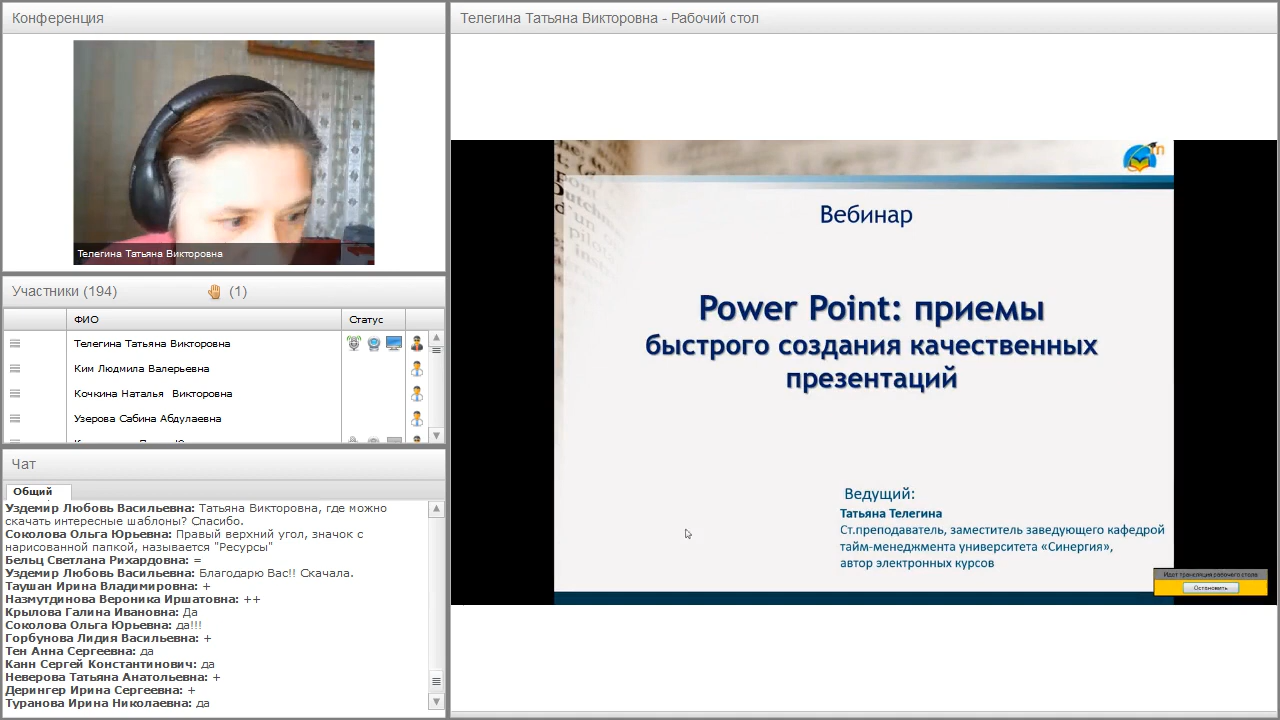 Конференция
Телегина Татьяна Викторовна
Участники (194)
(1)
ФИО
Статус
Телегина Татьяна Викторовна
Ким Людмила Валерьевна
Кочкина Наталья Викторовна
Узерова Сабина Абдулаевна
Чат
Общий
Уздемир Любовь Васильевна: Татьяна Викторовна, где можно
скачать интересные шаблоны? Спасибо.
Соколова Ольга Юрьевна: Правый верхний угол, значок с
нарисованной папкой, называется "Ресурсы"
Бельц Светлана Рихардовна: =
Уздемир Любовь Васильевна: Благодарю Вас!! Скачала.
Таушан Ирина Владимировна: +
Назмутдинова Вероника Иршатовна: ++
Крылова Галина Ивановна: Да
Соколова Ольга Юрьевна: да!!!
Горбунова Лидия Васильевна: +
Тен Анна Сергеевна: да
Канн Сергей Константинович: да
Неверова Татьяна Анатольевна: +
Дерингер Ирина Сергеевна: +
Туранова Ирина Николаевна: да
Телегина Татьяна Викторовна - Рабочий стол
Вебинар
Power Point: приемы
быстрого создания качественных
презентаций
Ведущий:
Татьяна Телегина
Ст.преподаватель, заместитель заведующего кафедрой
тайм-менеджмента университета «Синергия»,
автор электронных курсов
Идет трансляция рабочего стола
Остановить